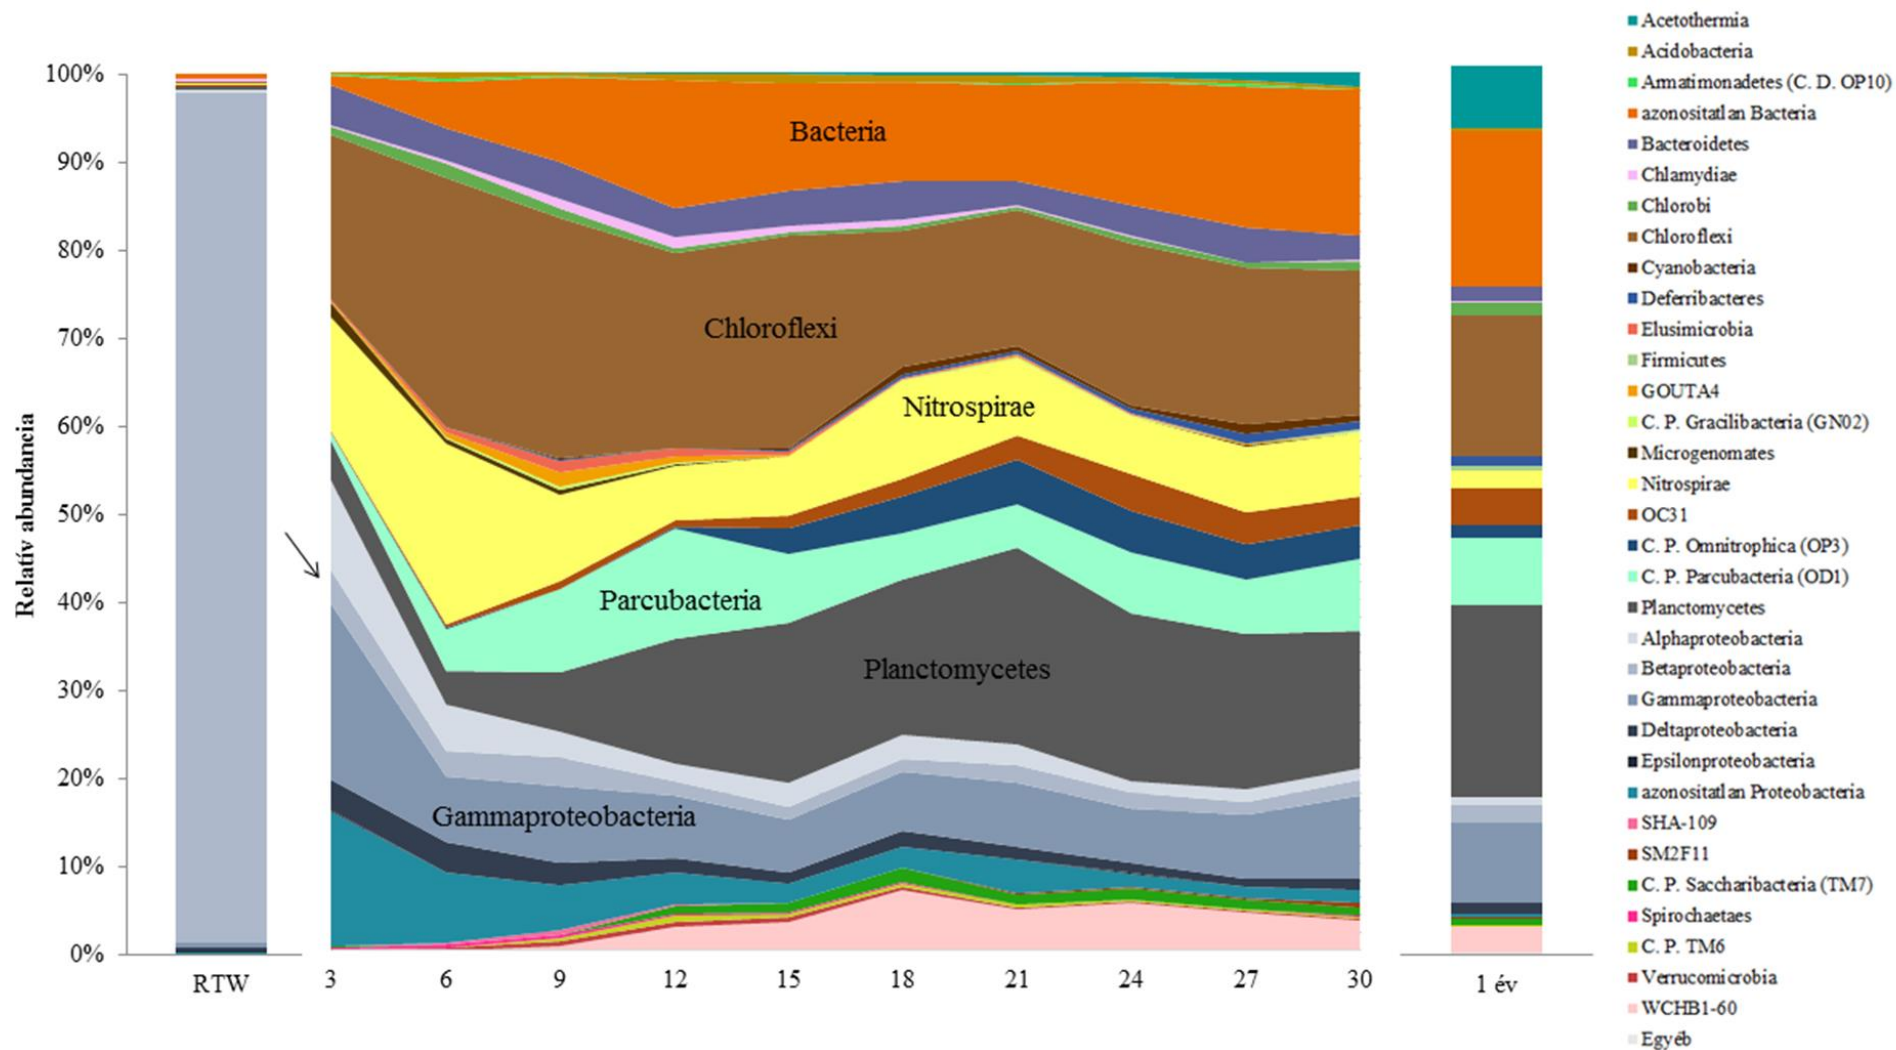 Relatív abundancia
100%
90%
80%
70%
60%
50%
40%
30%
20%
10%
0%
RTW
3 6 9 12 15 18 21 24 27 30
1 év
Bacteria
Chloroflexi
Nitrospirae
Parcubacteria
Planctomycetes
Gammaproteobacteria
Acetothermia
Acidobacteria
Armatimonadetes (C. D. OP10)
azonositatlan Bacteria
Bacteroidetes
Chlamydiae
Chlorobi
Chloroflexi
Cyanobacteria
Deferribacteres
Elusimicrobia
Firmicutes
GOUTA4
C. P. Gracilibacteria (GN02)
Microgenomates
Nitrospirae
OC31
C. P. Omnitrophica (OP3)
C. P. Parcubacteria (OD1)
Planctomycetes
Alphaproteobacteria
Betaproteobacteria
Gammaproteobacteria
Deltaproteobacteria
Epsilonproteobacteria
azonositatlan Proteobacteria
SHA-109
SM2F11
C. P. Saccharibacteria (TM7)
Spirochaetaes
C. P. TM6
Verrucomicrobia
WCHB1-60
Egyéb